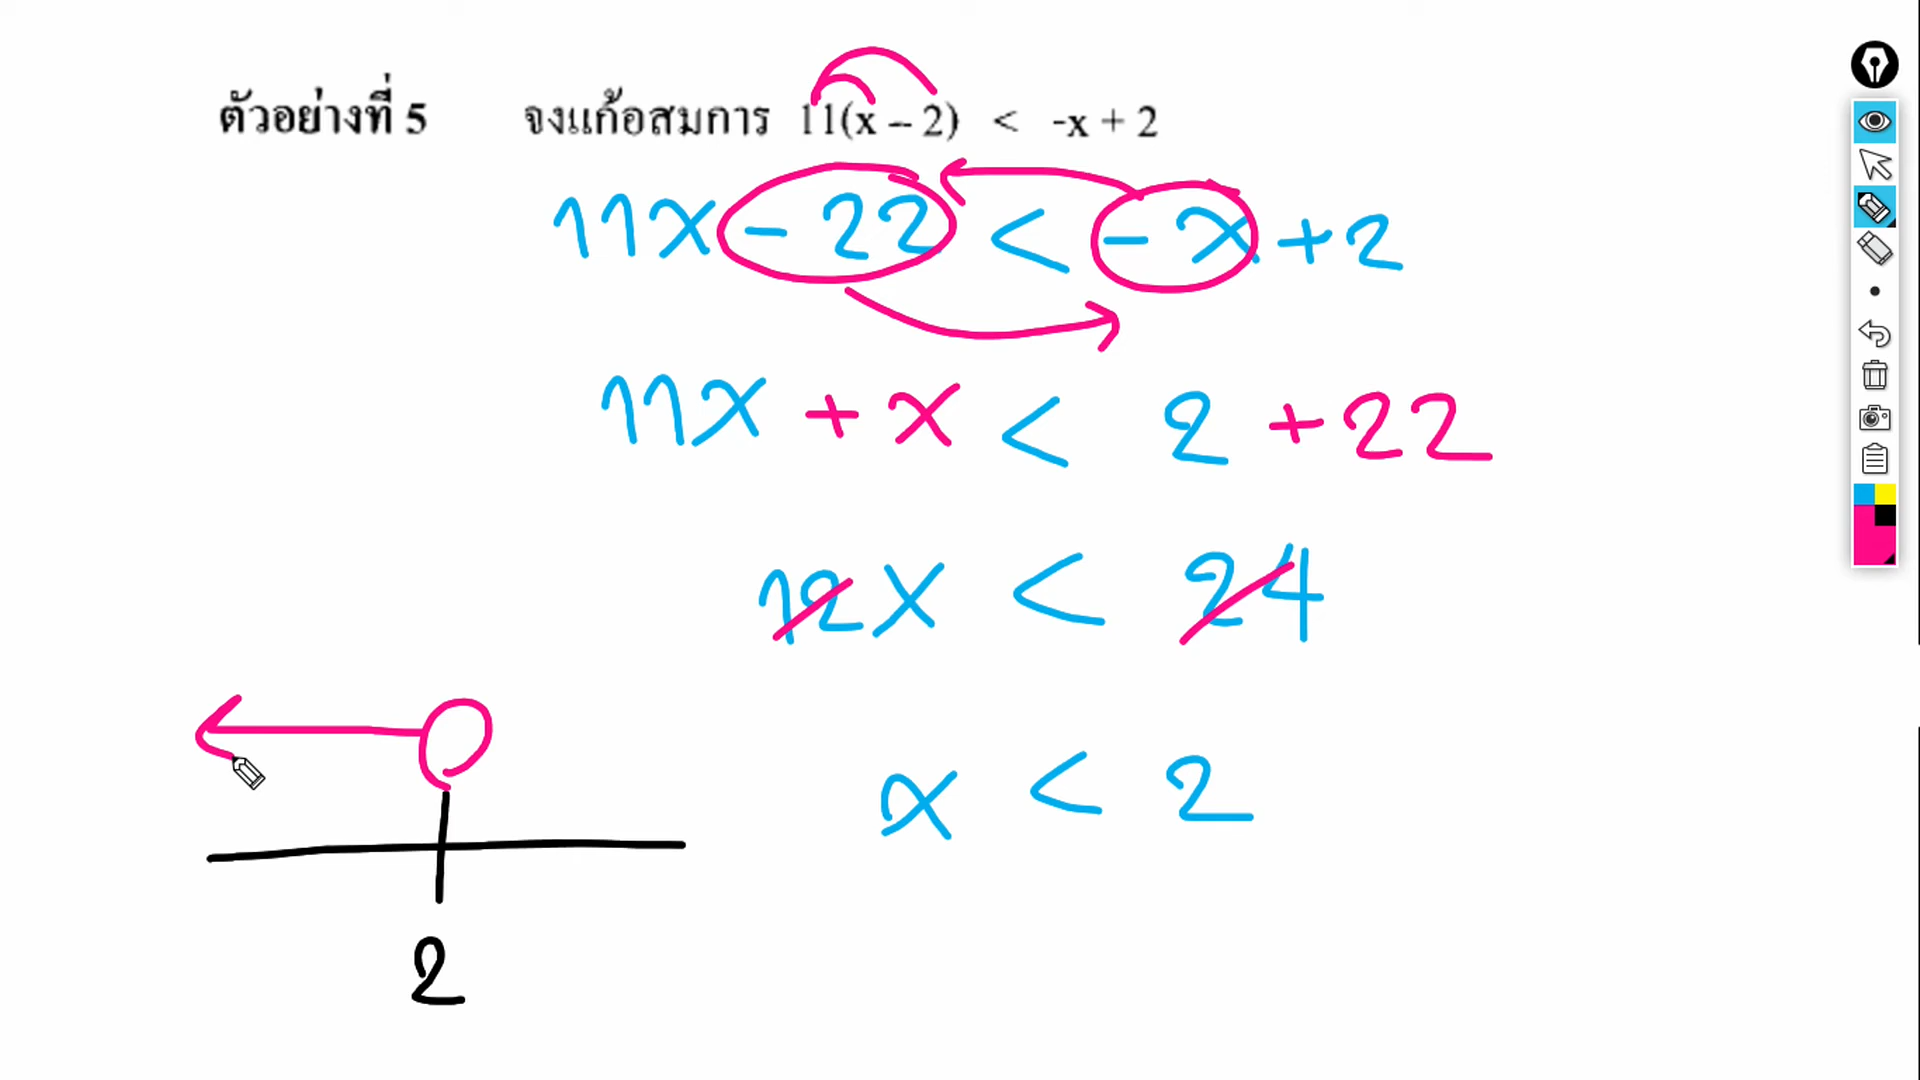 ตัวอย่างที่ 5 จงแก้อสมการ 11(x – 2) < -x + 2
11x - 22 < - x + 2
11x + x < 2 + 22
12x < 24
x < 2
2